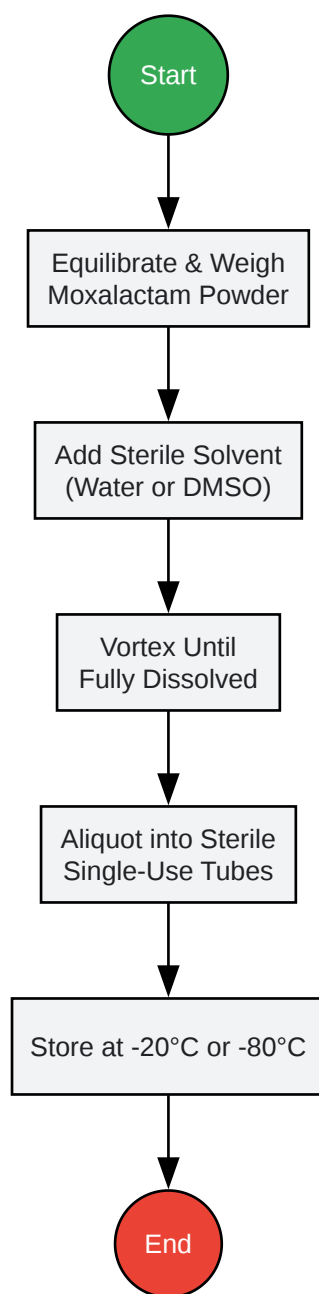 Start
Equilibrate & Weigh
Moxalactam Powder
Add Sterile Solvent
(Water or DMSO)
Vortex Until
Fully Dissolved
Aliquot into Sterile
Single-Use Tubes
Store at -20°C or -80°C
End